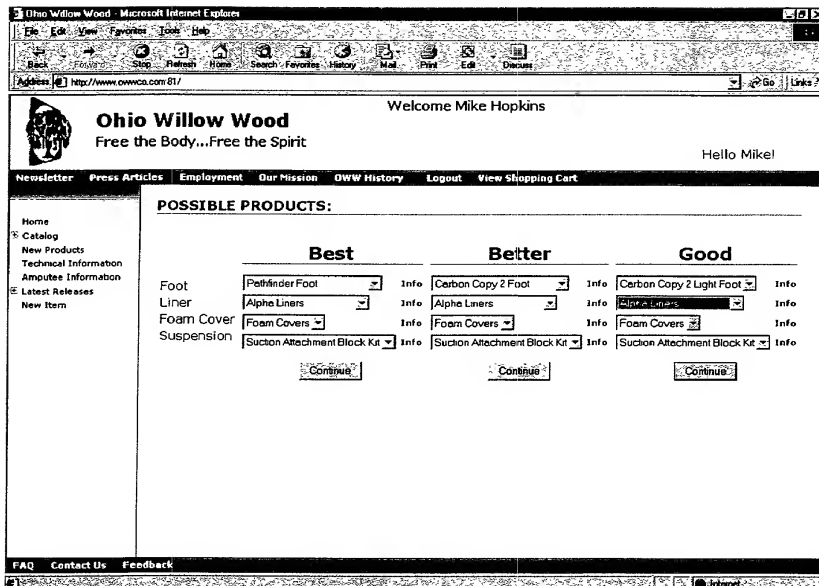 Ohio Willow Wood - Microsoft Internet Explorer
File Edit View Favorites Tools Help
Back Forward Stop Refresh Home Search Favorites History Mail Print Edit Discuss
Address http://www.owwco.com:81/ Go Links
Welcome Mike Hopkins
Ohio Willow Wood
Free the Body...Free the Spirit
Hello Mike!
Newsletter Press Articles Employment Our Mission OWW History Logout View Shopping Cart
POSSIBLE PRODUCTS:
Home
Catalog
New Products
Technical Information
Amputee Information
Latest Releases
New Item
Best Better Good
Foot Pathfinder Foot Info Carbon Copy 2 Foot Info Carbon Copy 2 Light Foot Info
Liner Alpha Liners Info Alpha Liners Info Alpha Liners Info
Foam Cover Foam Covers Info Foam Covers Info Foam Covers Info
Suspension Suction Attachment Block Kit Info Suction Attachment Block Kit Info Suction Attachment Block Kit Info
Continue Continue Continue
FAQ Contact Us Feedback
Internet